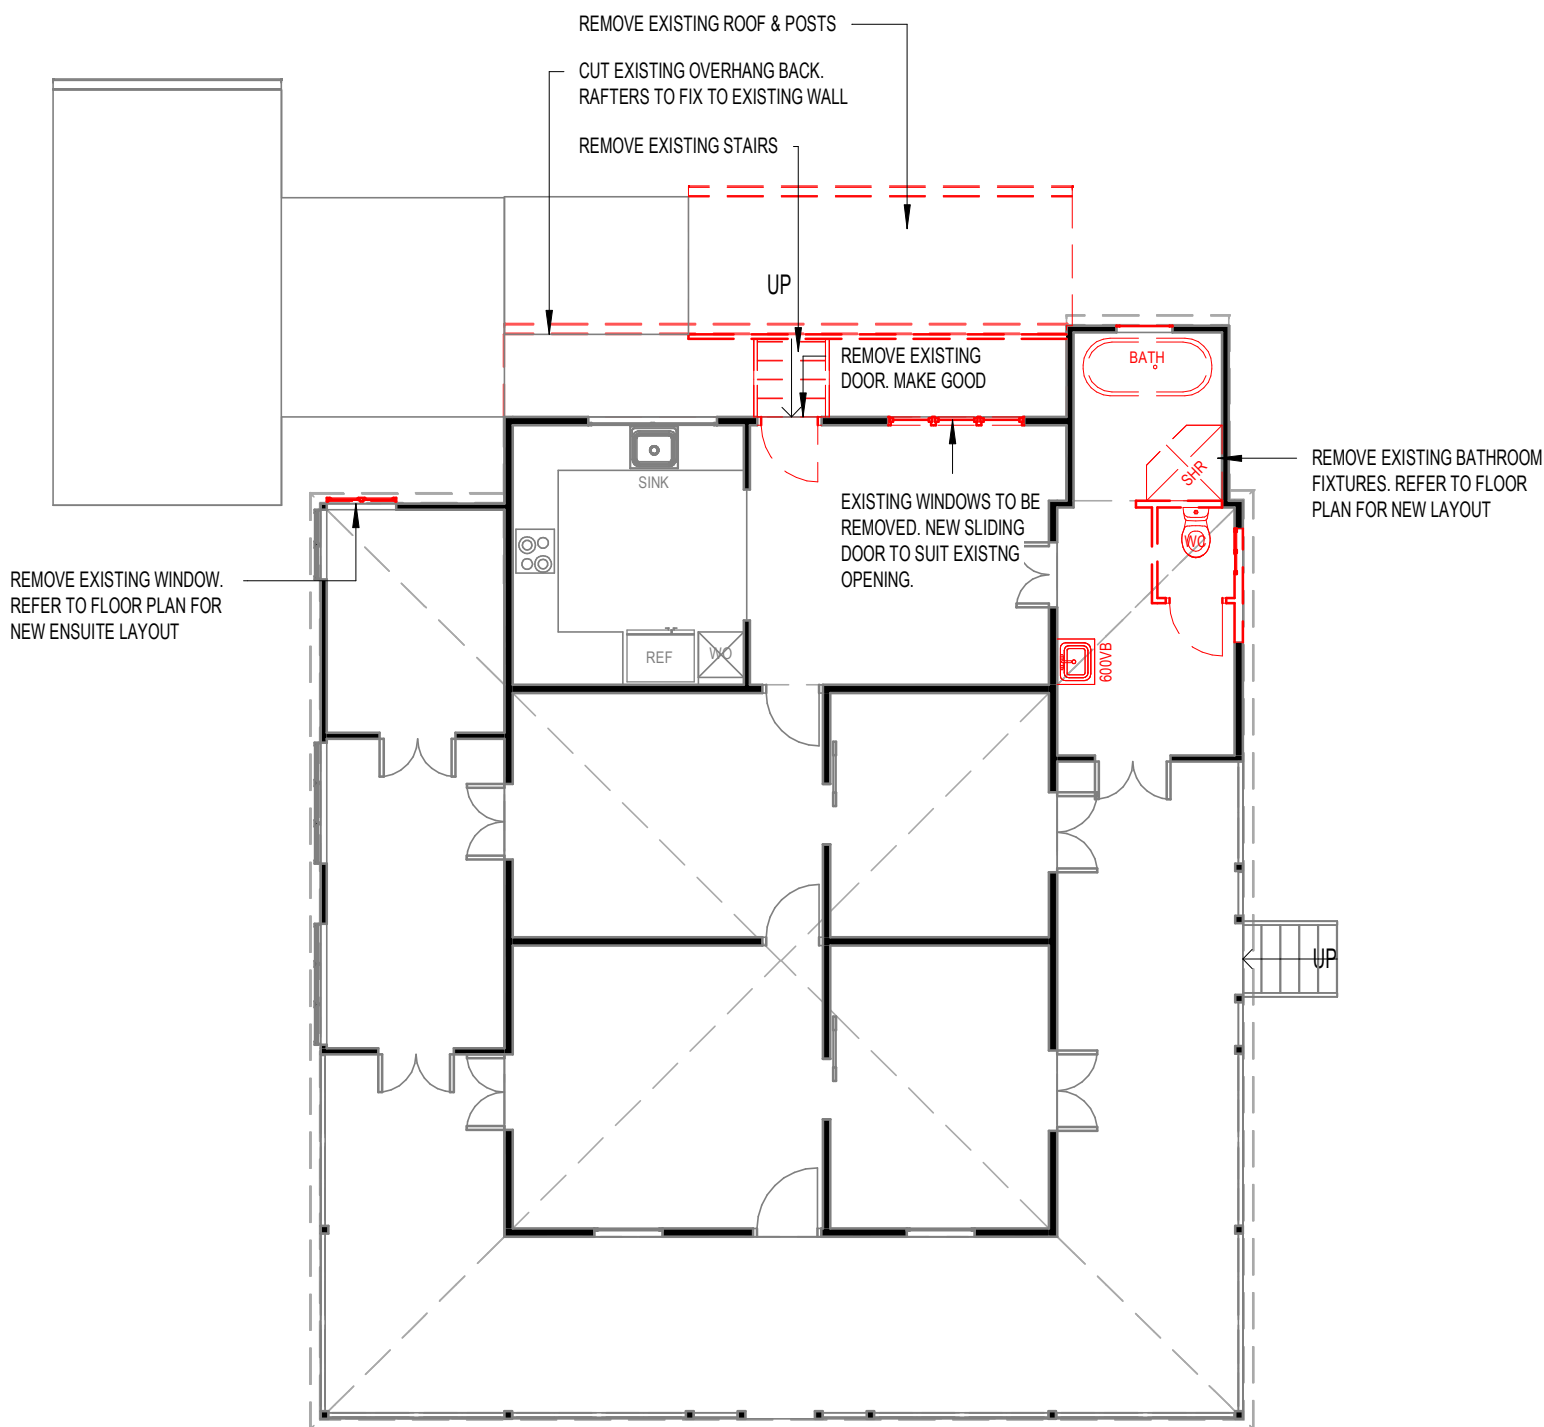 REMOVE EXISTING ROOF & POSTS
CUT EXISTING OVERHANG BACK.
RAFTERS TO FIX TO EXISTING WALL
REMOVE EXISTING STAIRS
UP
REMOVE EXISTING
DOOR. MAKE GOOD
BATH
SHR
REMOVE EXISTING BATHROOM
FIXTURES. REFER TO FLOOR
PLAN FOR NEW LAYOUT
SINK
EXISTING WINDOWS TO BE
REMOVED. NEW SLIDING
DOOR TO SUIT EXISTNG
OPENING.
WC
REMOVE EXISTING WINDOW.
REFER TO FLOOR PLAN FOR
NEW ENSUITE LAYOUT
REF
WO
600VB
UP